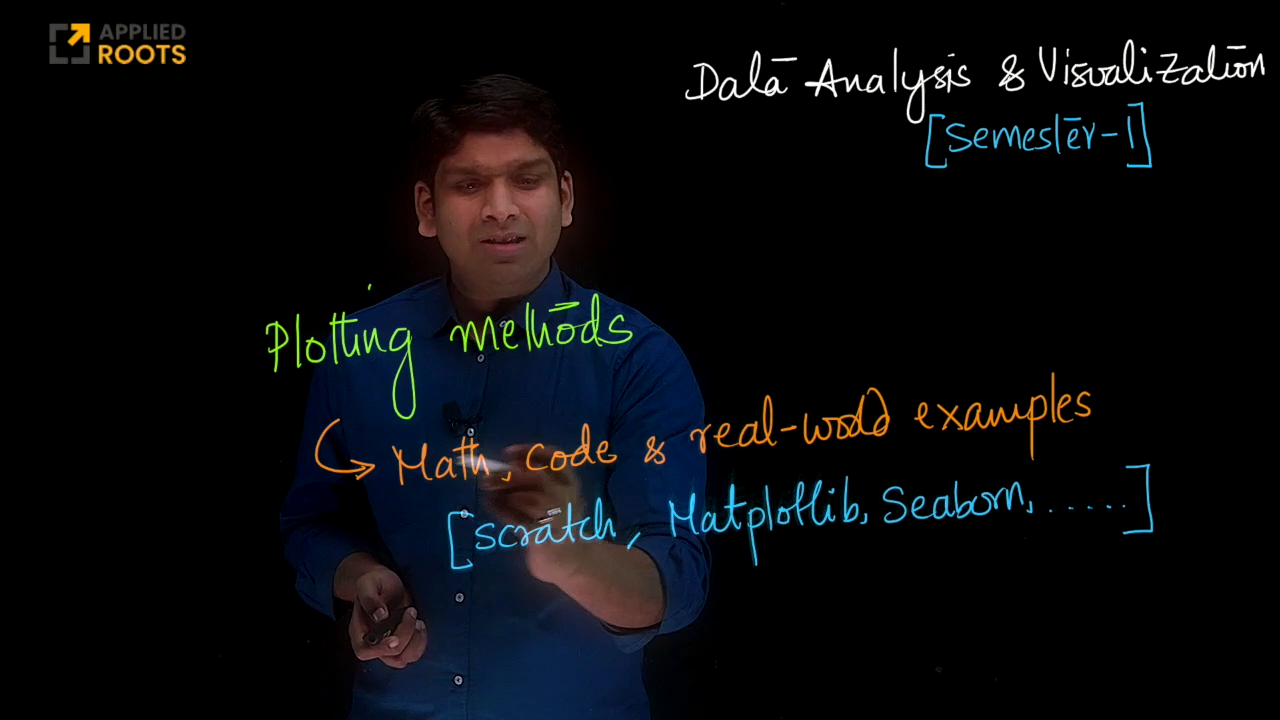 APPLIED
ROOTS
Data Analysis & Visualization
[Semester-1]
Plotting methods
Math, code & real-world examples
[scratch, Matplotlib, Seaborn, ......]